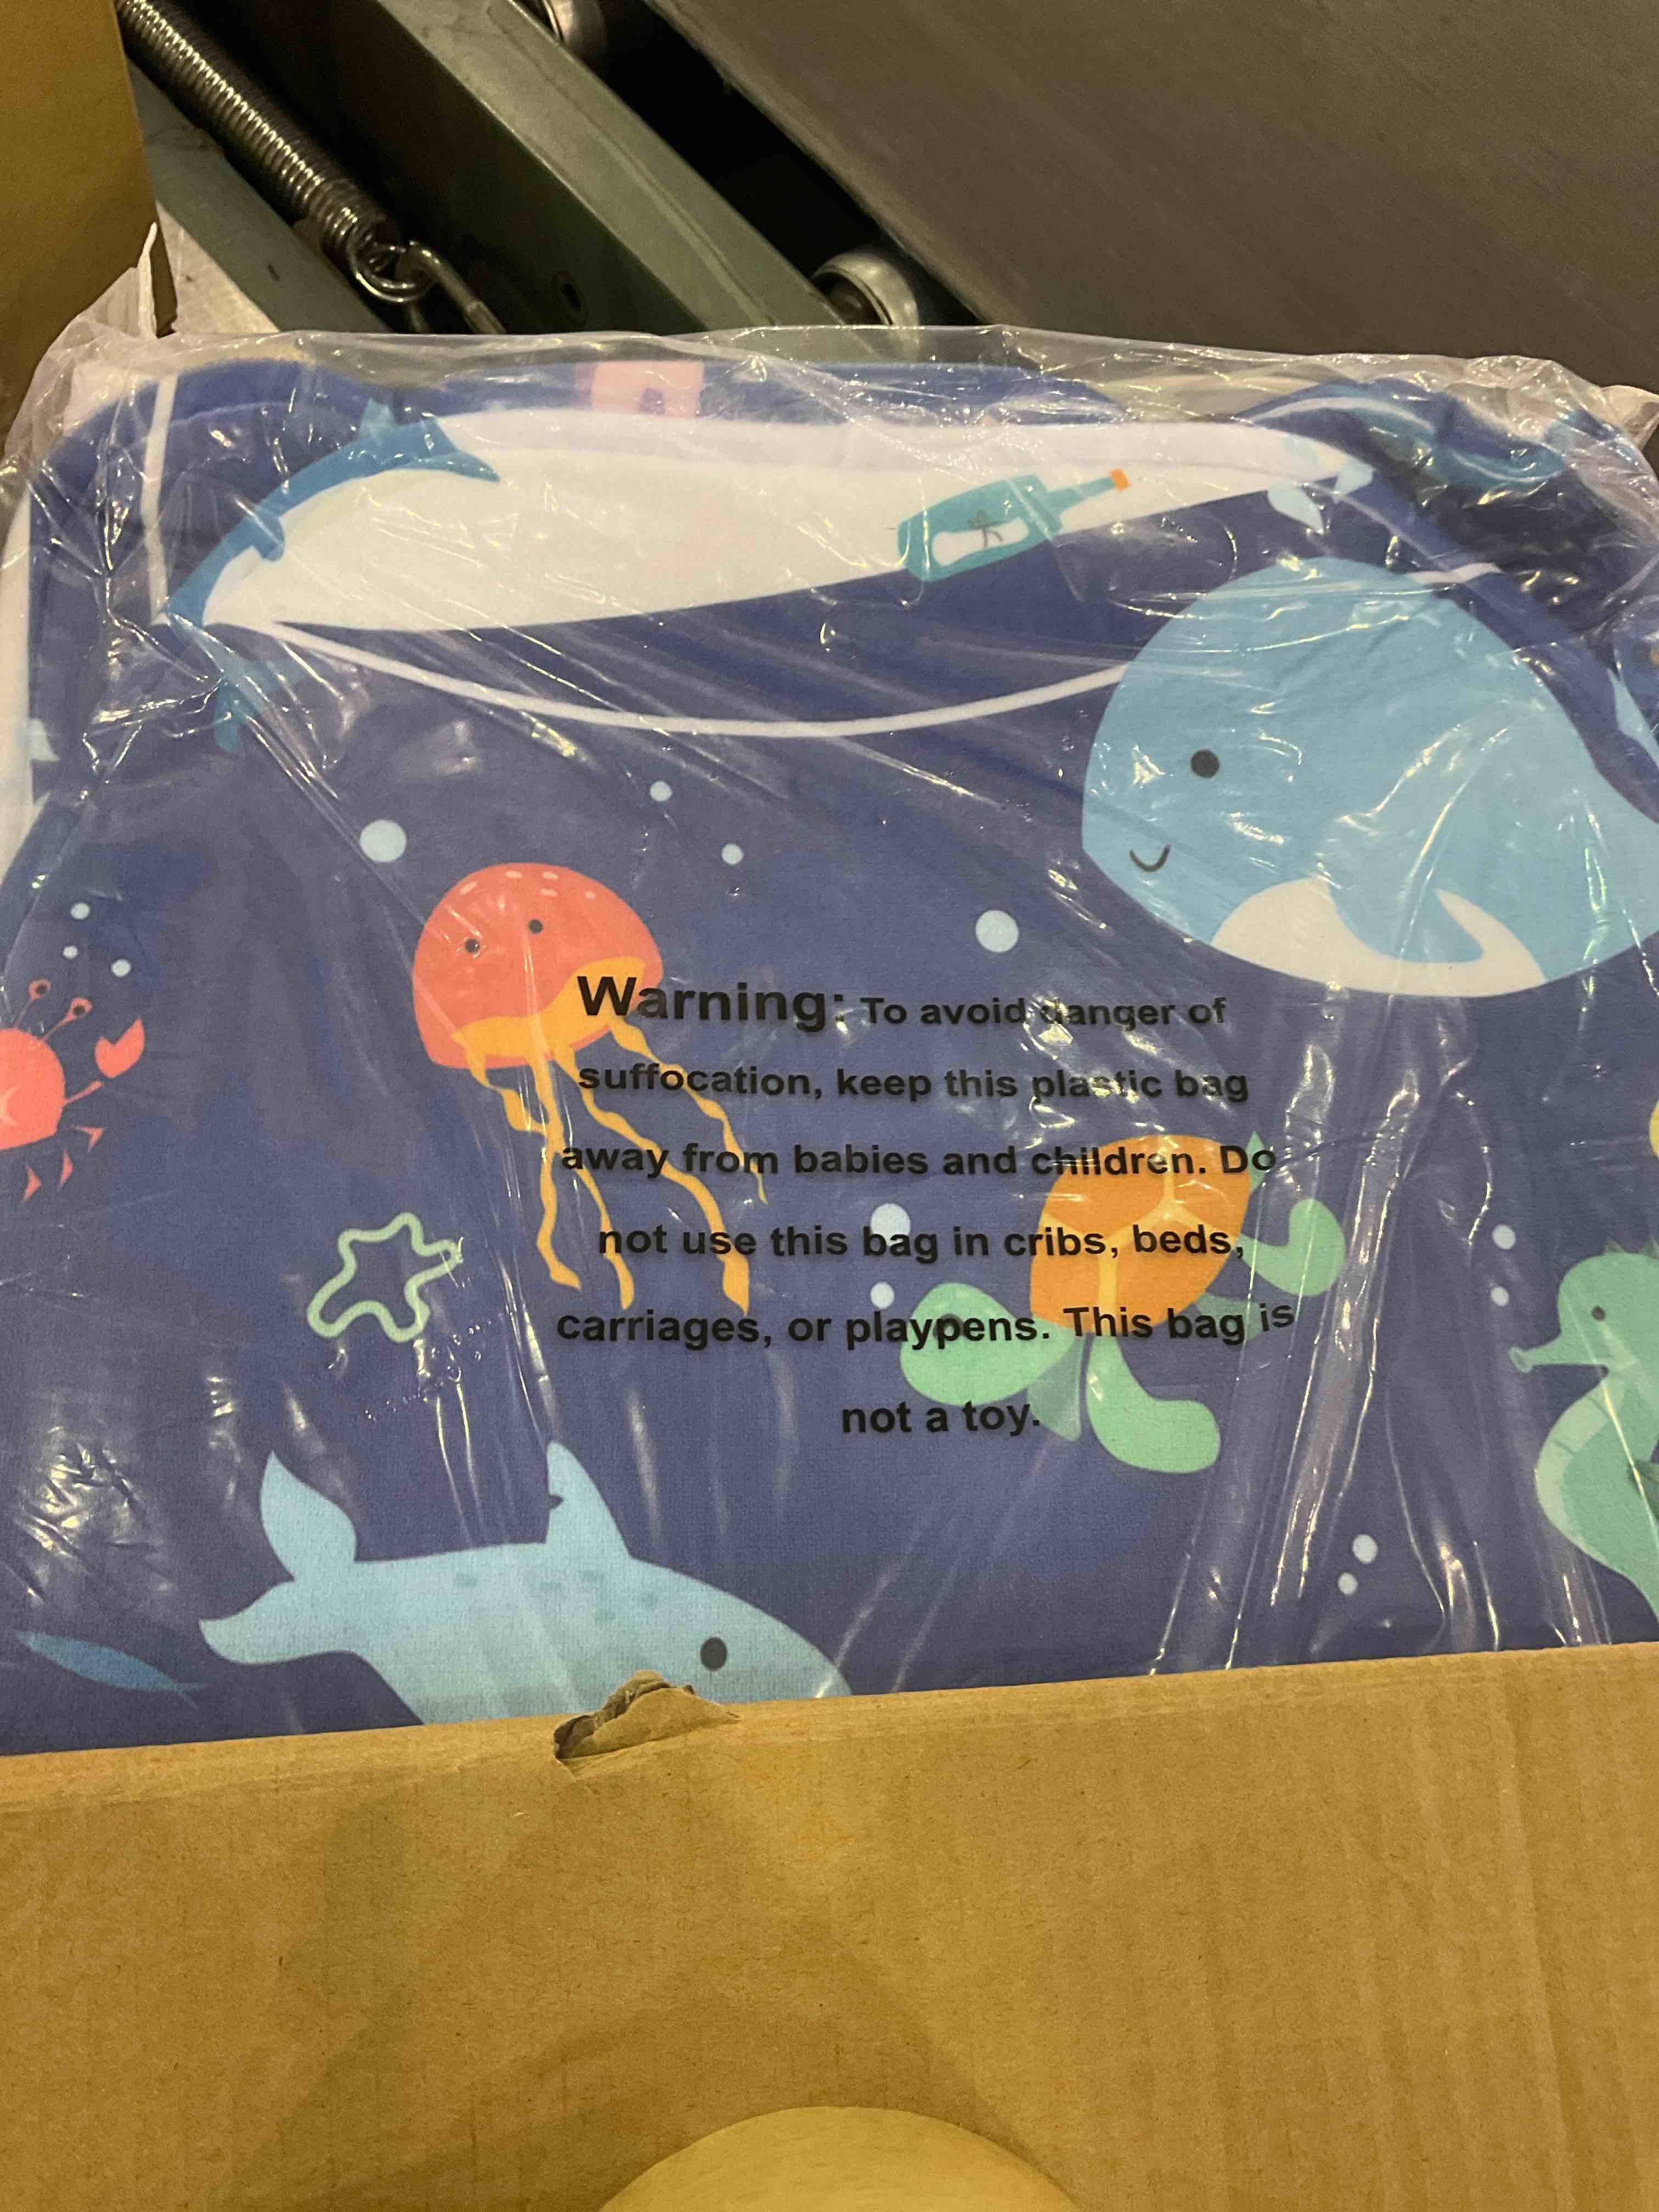 Warning: To avoid danger of
suffocation, keep this plastic bag
away from babies and children. Do
not use this bag in cribs, beds,
carriages, or playpens. This bag is
not a toy.